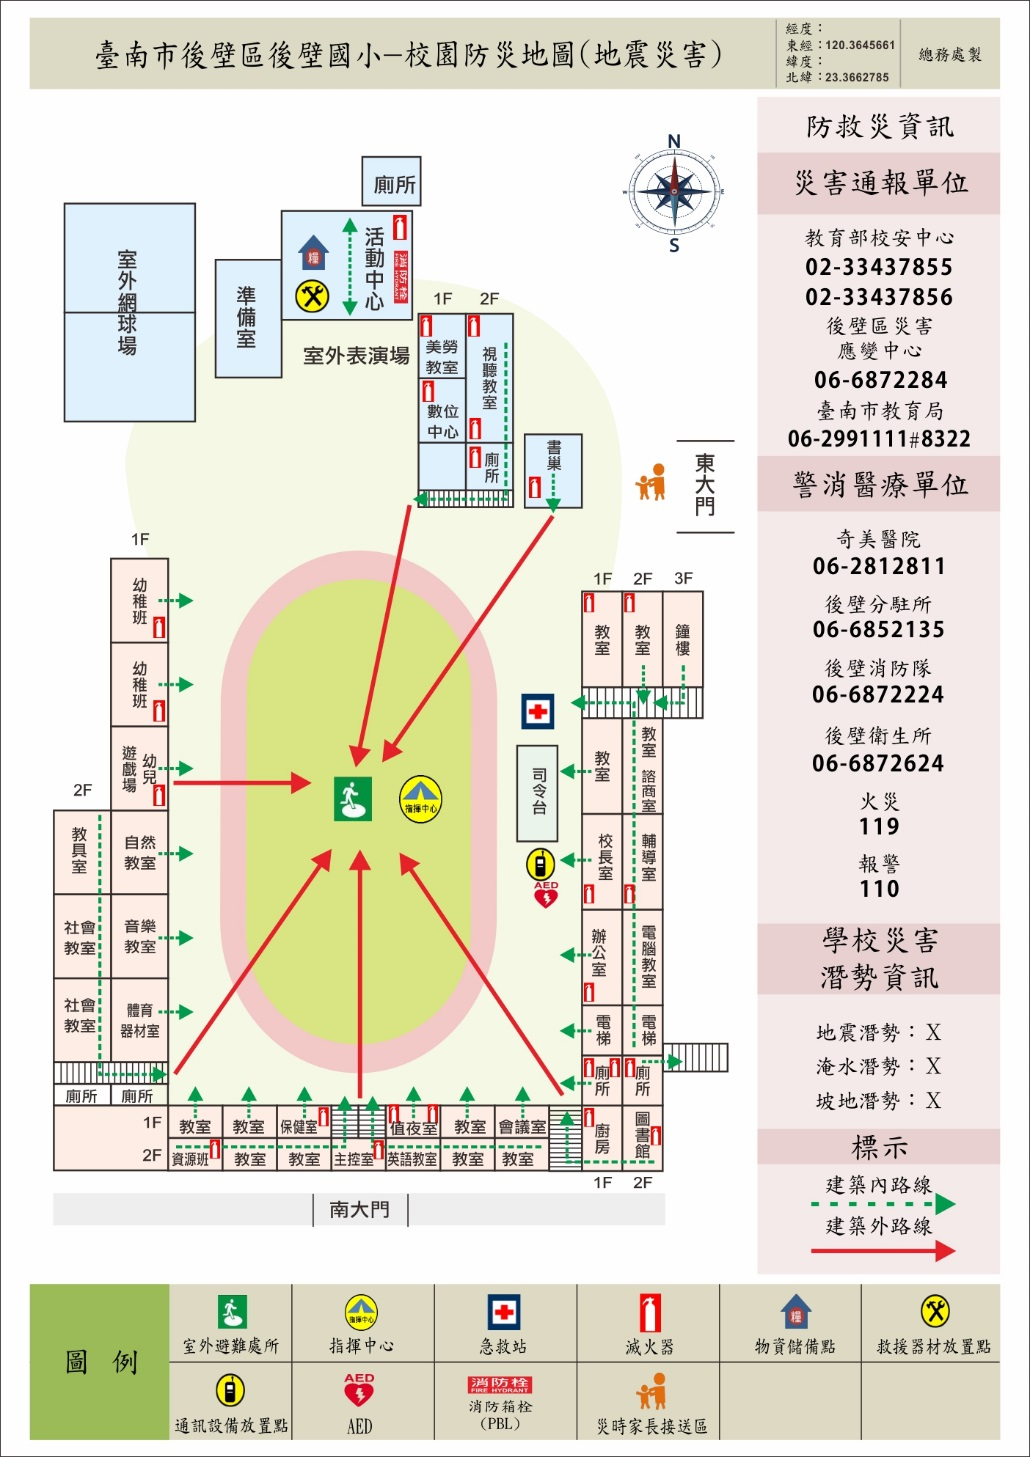 臺南市後壁區後壁國小-校園防災地圖(地震災害)
經度：
東經：120.3645661
緯度：
北緯：23.3662785
總務處製
N
W
E
S
防救災資訊
災害通報單位
教育部校安中心
02-33437855
02-33437856
後壁區災害
應變中心
06-6872284
臺南市教育局
06-2991111#8322
警消醫療單位
奇美醫院
06-2812811
後壁分駐所
06-6852135
後壁消防隊
06-6872224
後壁衛生所
06-6872624
火災
119
報警
110
學校災害
潛勢資訊
地震潛勢：X
淹水潛勢：X
坡地潛勢：X
標示
建築內路線
建築外路線
廁所
室外網球場
準備室
糧
活動中心
消防栓
FIRE HYDRANT
室外表演場
1F
2F
美勞
教室
視聽教室
數位
中心
廁所
書巢
東大門
1F
幼稚班
幼稚班
幼兒
遊戲場
2F
教具室
自然
教室
社會
教室
音樂
教室
社會
教室
體育
器材室
廁所
廁所
指揮中心
司令台
AED
1F
2F
3F
教室
教室
鐘樓
教室
教室
諮商室
校長室
輔導室
辦公室
電腦教室
電梯
電梯
廁所
廁所
廚房
圖書館
1F
2F
1F
教室
教室
保健室
值夜室
教室
會議室
2F
資源班
教室
教室
主控室
英語教室
教室
教室
南大門
圖例
室外避難處所
指揮中心
指揮中心
急救站
滅火器
糧
物資儲備點
救援器材放置點
通訊設備放置點
AED
AED
消防栓
FIRE HYDRANT
消防箱栓
(PBL)
災時家長接送區